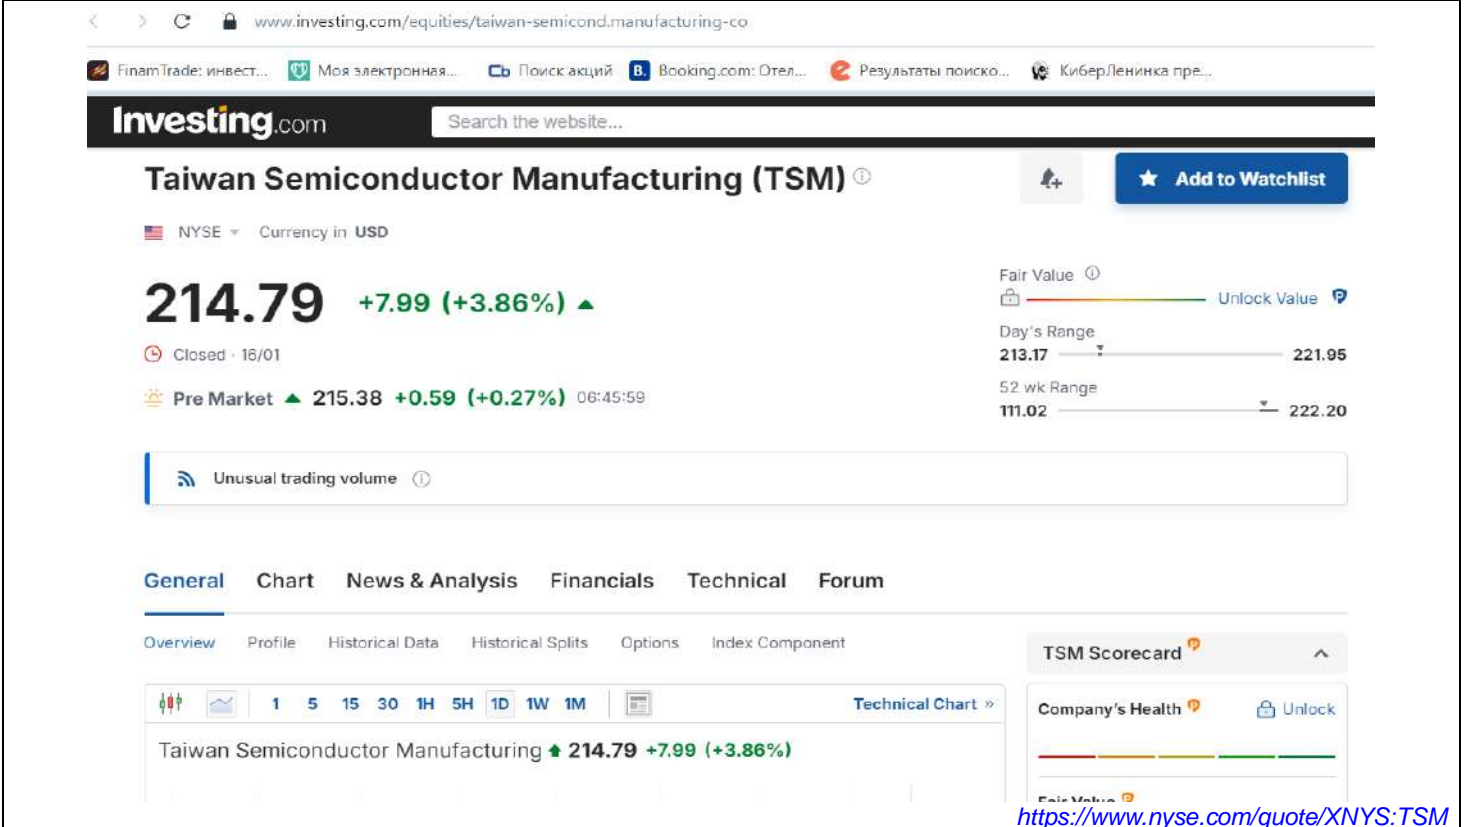 www.investing.com/equities/taiwan-semicond.manufacturing-co
FinamTrade: инвест... Моя электронная... Сb Поиск акций B. Booking.com: Отел... Результаты поиско... КиберЛенинка пре...
Investing.com Search the website...
Taiwan Semiconductor Manufacturing (TSM)
Add to Watchlist
NYSE Currency in USD
214.79 +7.99 (+3.86%)
Closed · 16/01
Pre Market 215.38 +0.59 (+0.27%) 06:45:59
Fair Value
Unlock Value
Day's Range
213.17 221.95
52 wk Range
111.02 222.20
Unusual trading volume
General Chart News & Analysis Financials Technical Forum
Overview Profile Historical Data Historical Splits Options Index Component
1 5 15 30 1H 5H 1D 1W 1M Technical Chart »
Taiwan Semiconductor Manufacturing 214.79 +7.99 (+3.86%)
TSM Scorecard
Company's Health Unlock
Fair Value
https://www.nyse.com/quote/XNYS:TSM